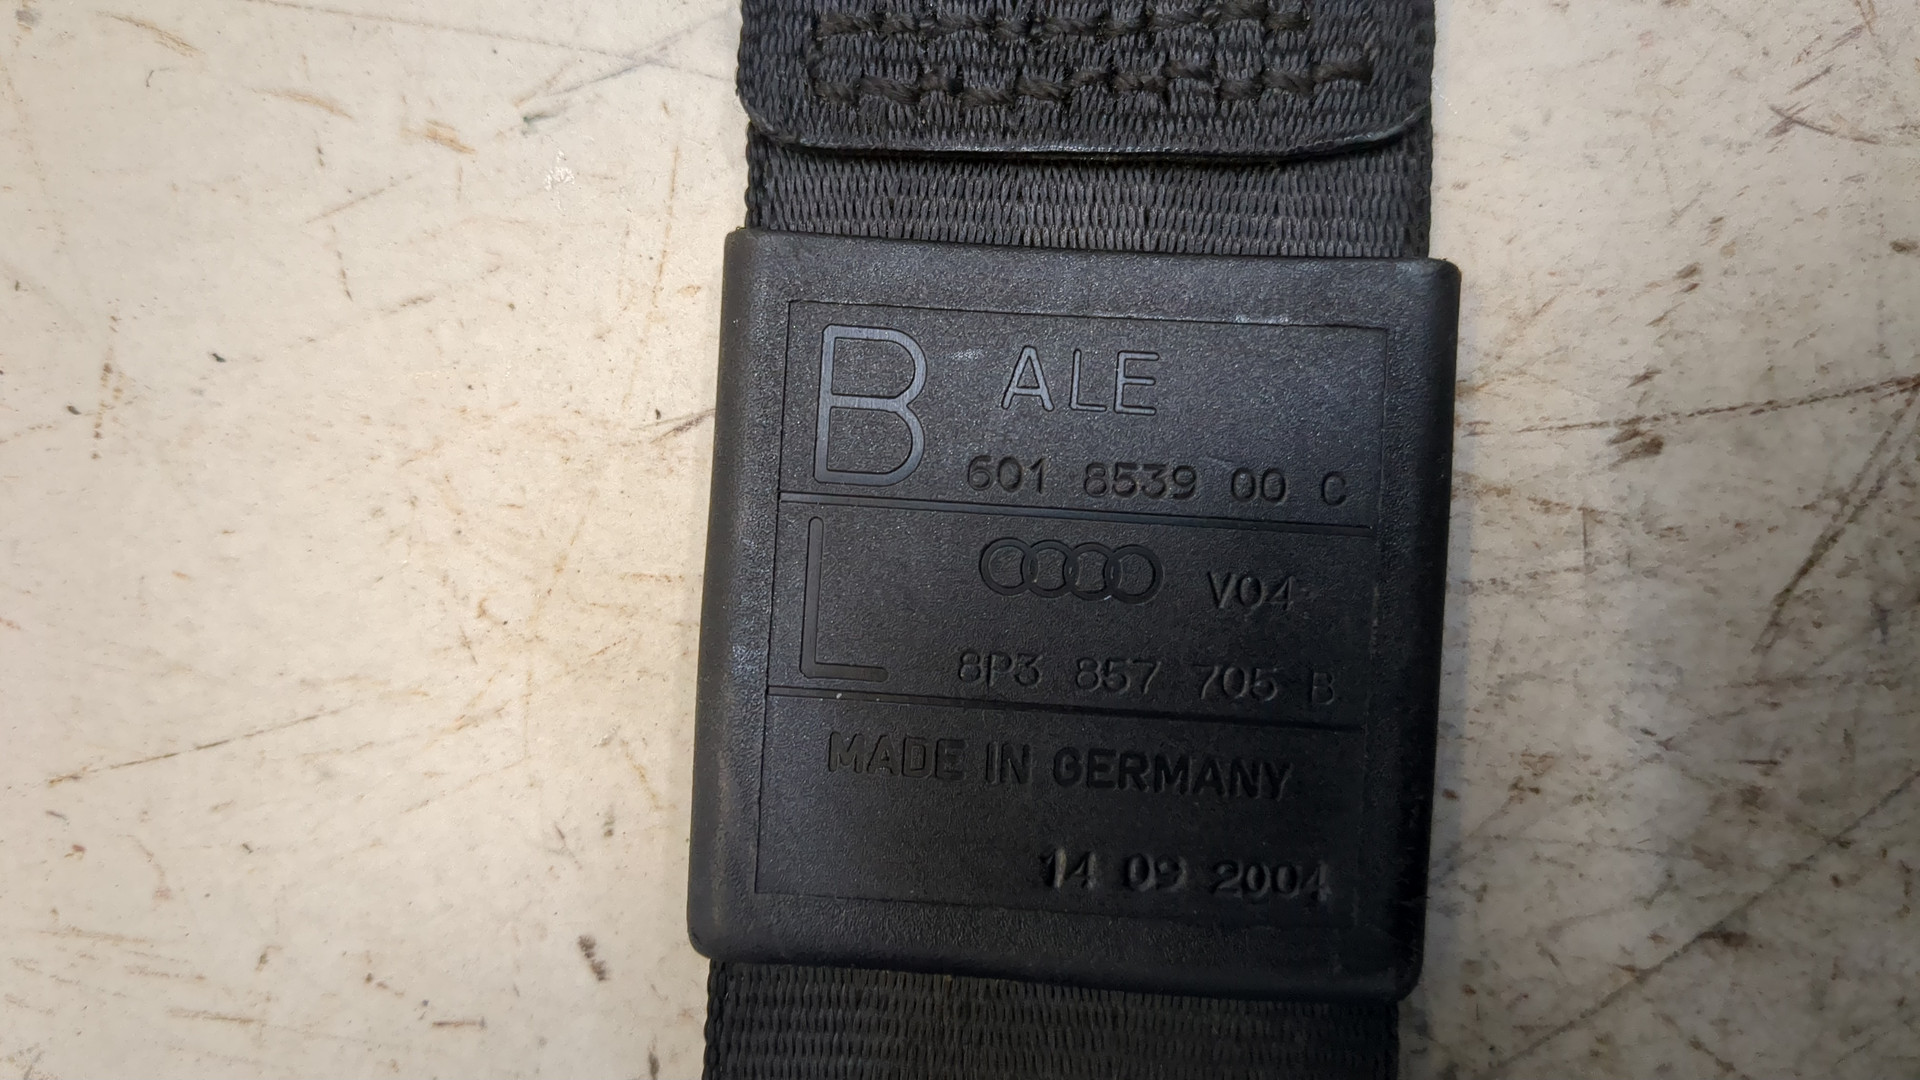 B ALE
601 8539 00 C
L V04
8P3 857 705 B
MADE IN GERMANY
14 09 2004